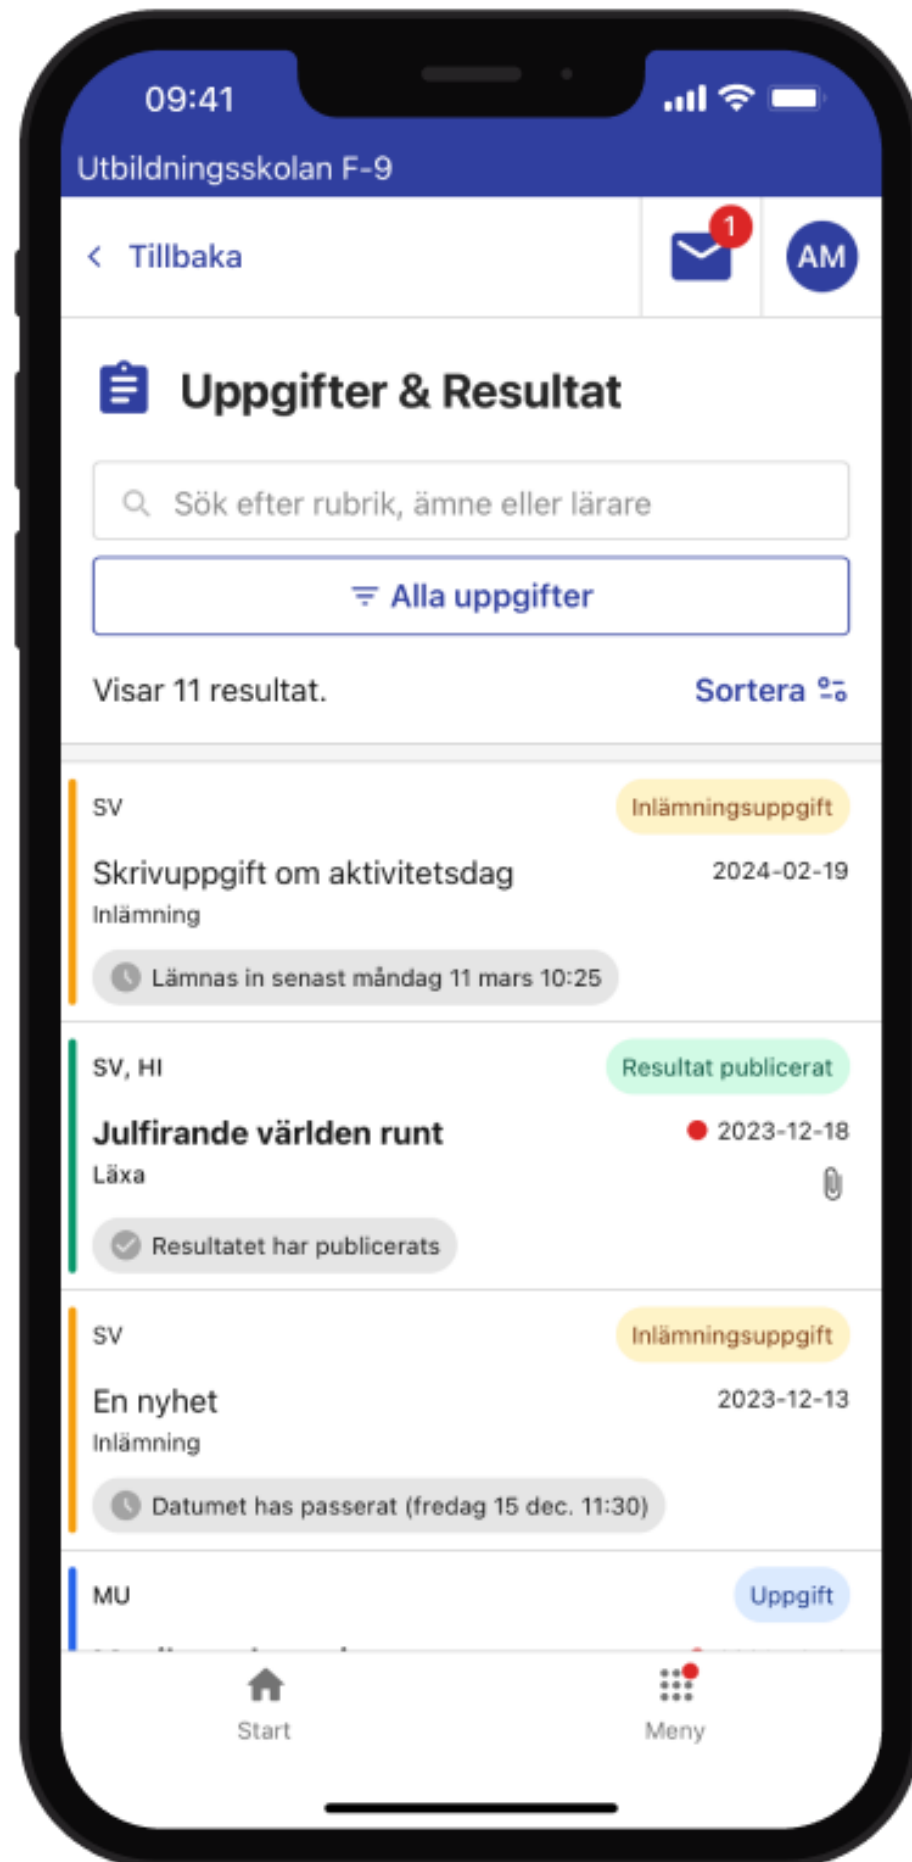 09:41
Utbildningsskolan F-9
Tillbaka
1
AM
Uppgifter & Resultat
Sök efter rubrik, ämne eller lärare
Alla uppgifter
Visar 11 resultat.
Sortera
SV
Inlämningsuppgift
Skrivuppgift om aktivitetsdag
2024-02-19
Inlämning
Lämnas in senast måndag 11 mars 10:25
SV, HI
Resultat publicerat
Julfirande världen runt
2023-12-18
Läxa
Resultatet har publicerats
SV
Inlämningsuppgift
En nyhet
2023-12-13
Inlämning
Datumet has passerat (fredag 15 dec. 11:30)
MU
Uppgift
Start
Meny